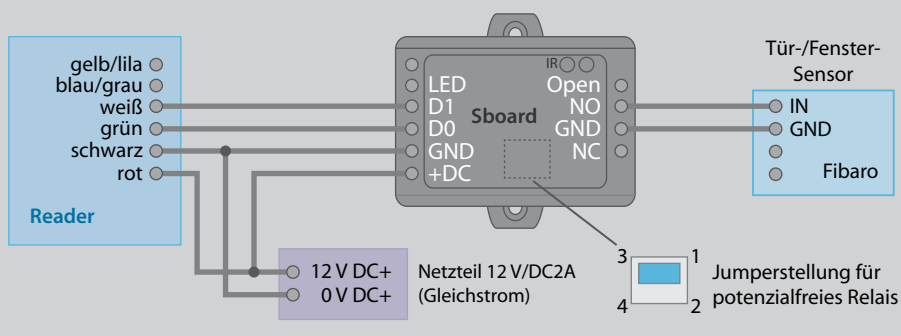 gelb/lila
blau/grau
weiß
grün
schwarz
rot
Reader
IR
LED
D1
D0
GND
+DC
Sboard
Open
NO
GND
NC
Tür-/Fenster-
Sensor
IN
GND
Fibaro
12 V DC+
0 V DC+
Netzteil 12 V/DC2A
(Gleichstrom)
3
1
4
2
Jumperstellung für
potenzialfreies Relais